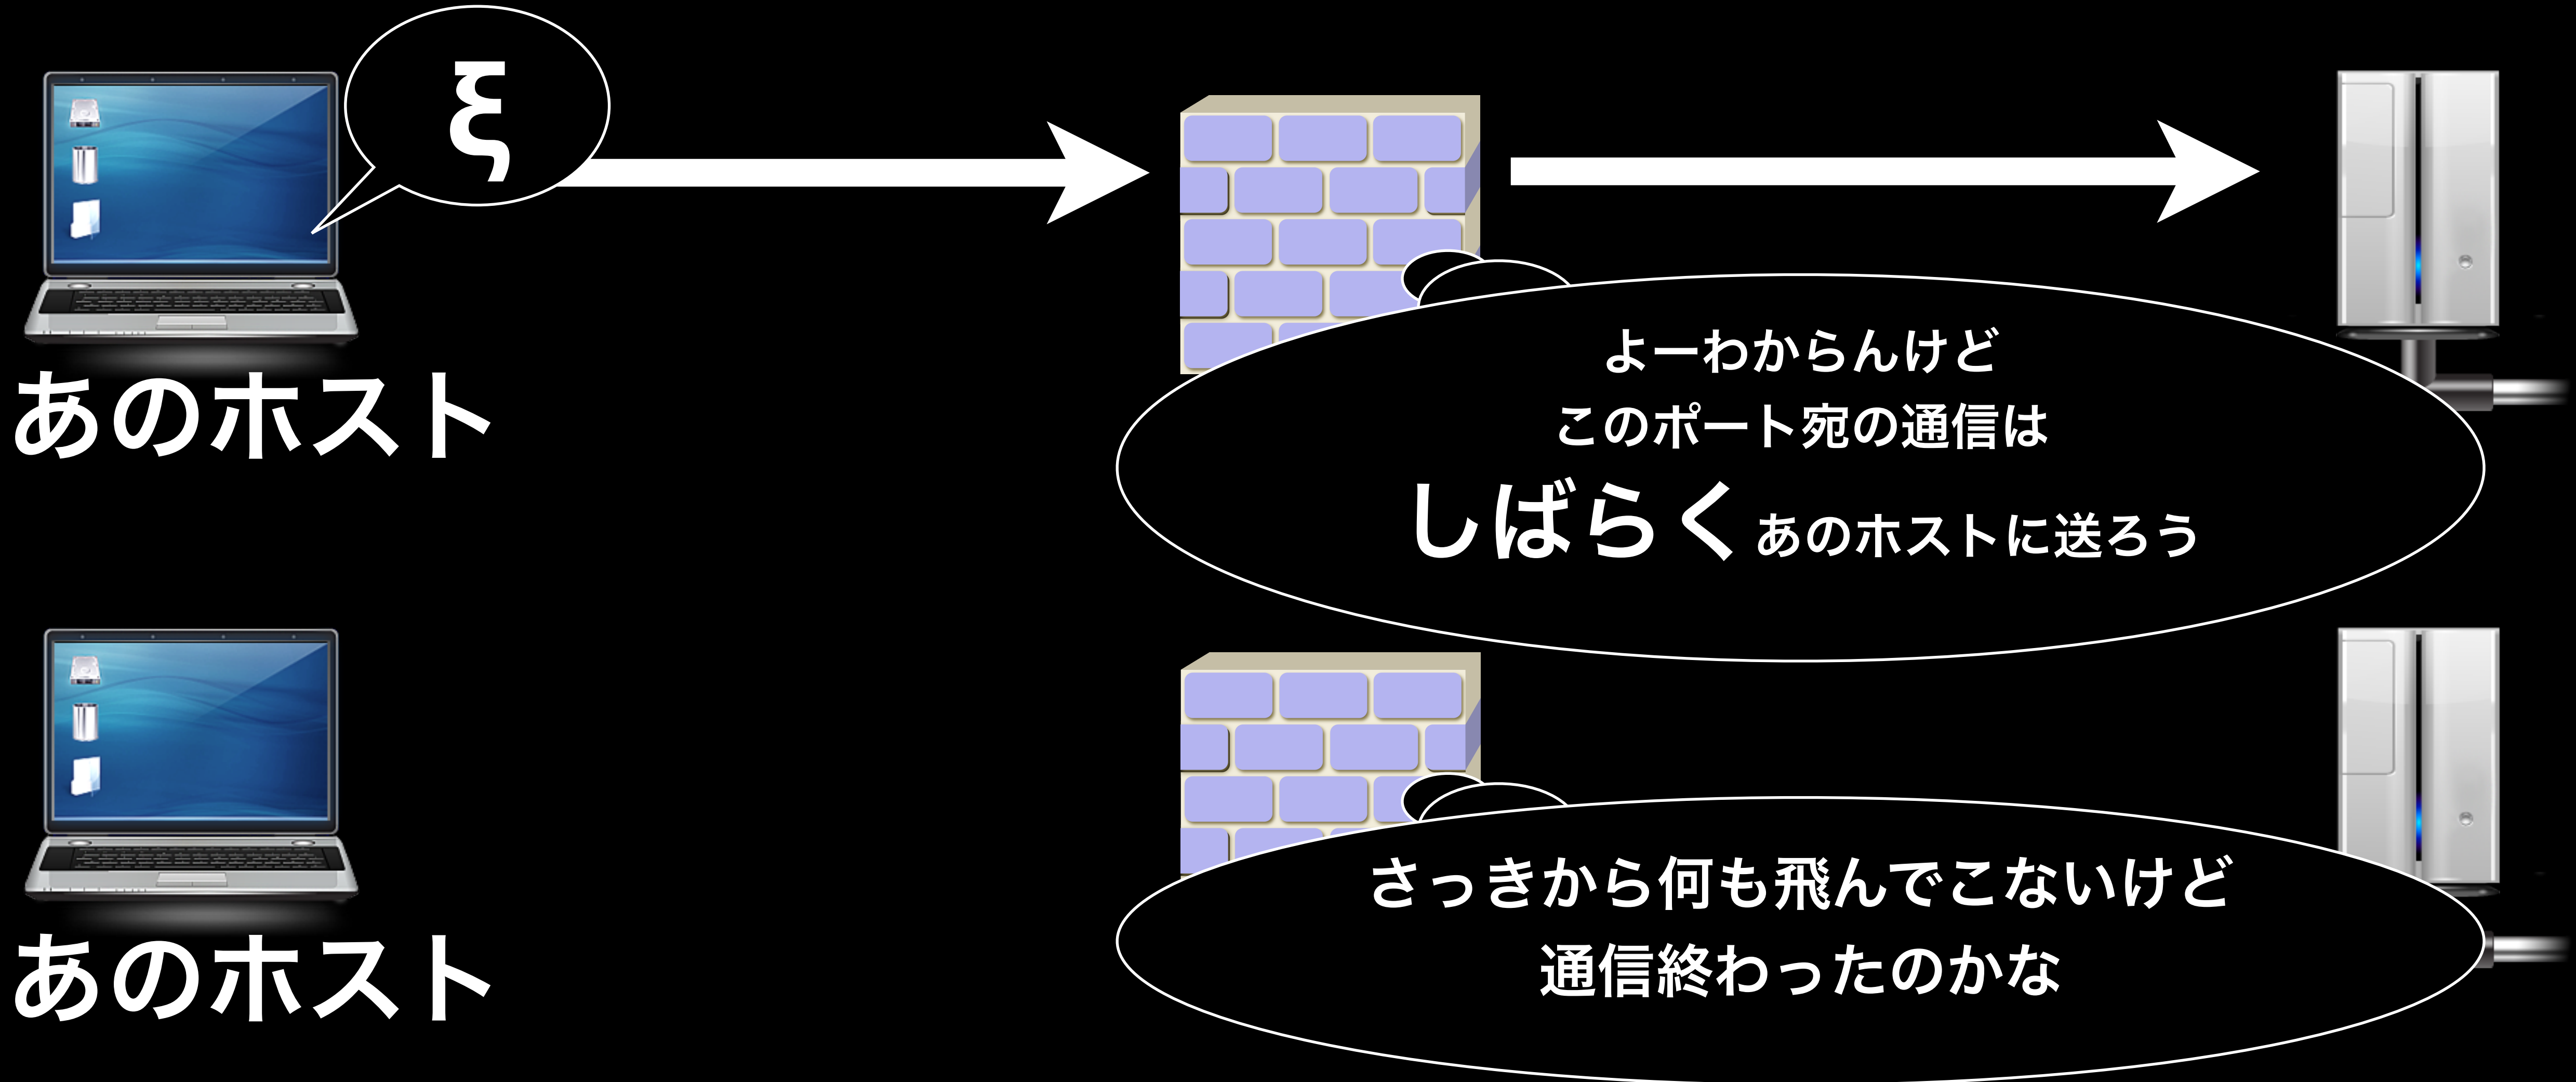 ξ
あのホスト
よーわからんけど
このポート宛の通信は
しばらくあのホストに送ろう
あのホスト
さっきから何も飛んでこないけど
通信終わったのかな